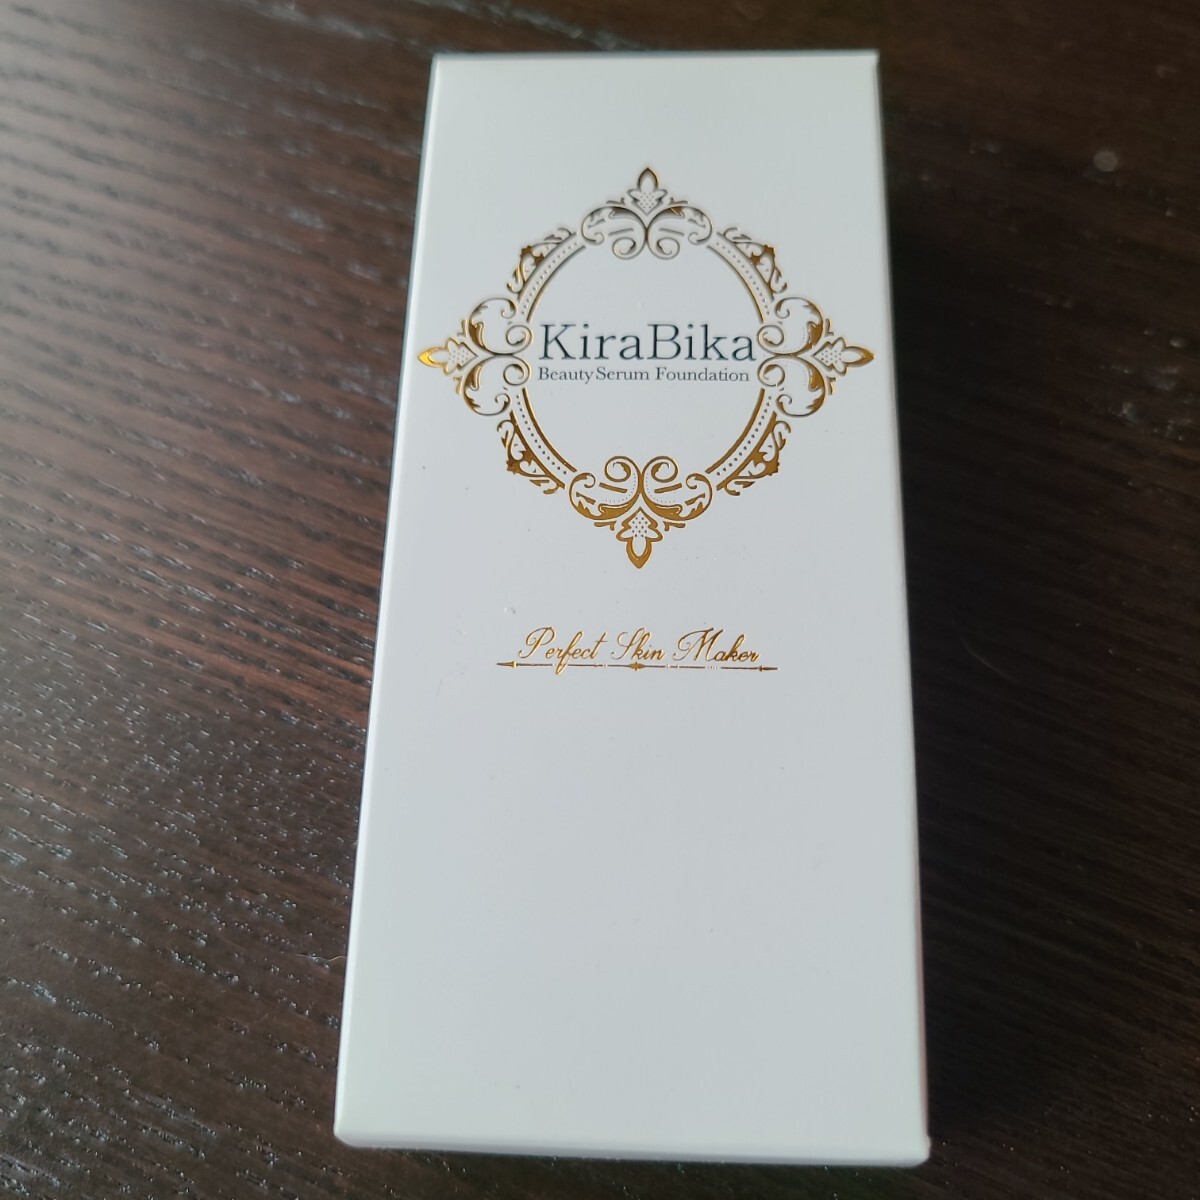 KiraBika
Beauty Serum Foundation
Perfect Skin Maker